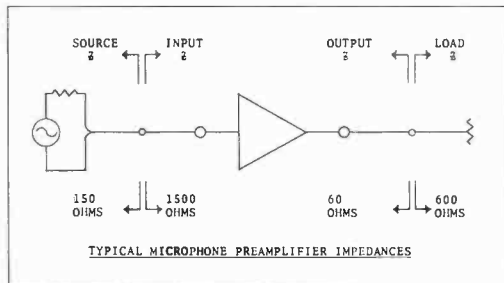 SOURCE INPUT OUTPUT LOAD
Z Z Z Z
150 1500 60 600
OHMS OHMS OHMS OHMS
TYPICAL MICROPHONE PREAMPLIFIER IMPEDANCES